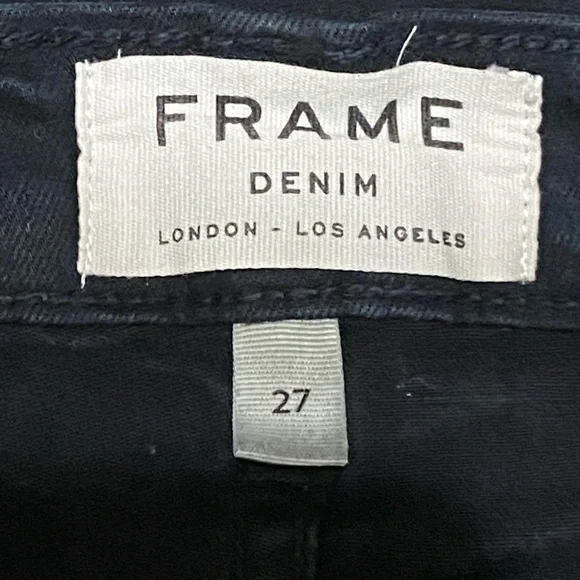 FRAME
DENIM
LONDON - LOS ANGELES
27